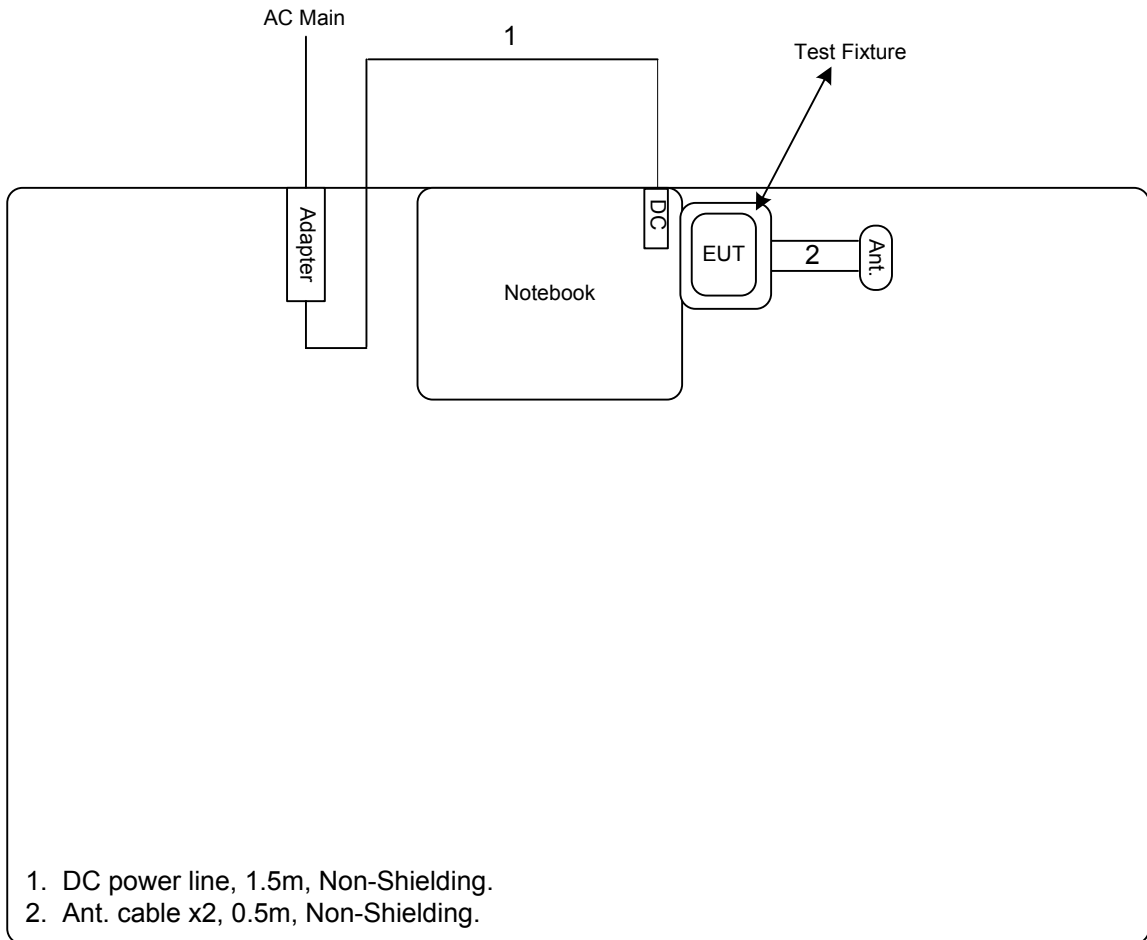 AC Main
1
Test Fixture
Adapter
DC
EUT
2
Ant.
Notebook
1. DC power line, 1.5m, Non-Shielding.
2. Ant. cable x2, 0.5m, Non-Shielding.